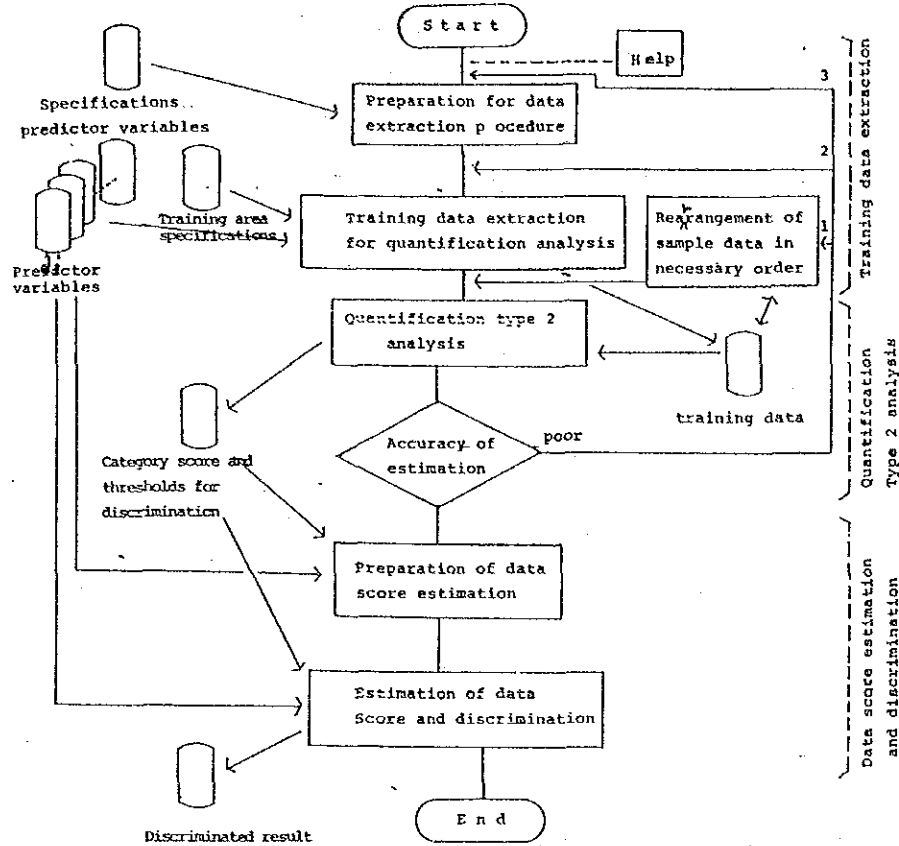 Start
Help
3
Specifications..
predictor variables
Preparation for data
extraction p ocedure
2
Training area
specifications
Training data extraction
for quantification analysis
Rearangement of
sample data in
necessary order
1
Predictor
variables
Quantification type 2
analysis
training data
Accuracy of
estimation
poor
Category score and
thresholds for
discrimination
Preparation of data
score estimation
Estimation of data
Score and discrimination
Discriminated result
End
Training data extraction
Quantification
Type 2 analysis
Data score estimation
and discrimination